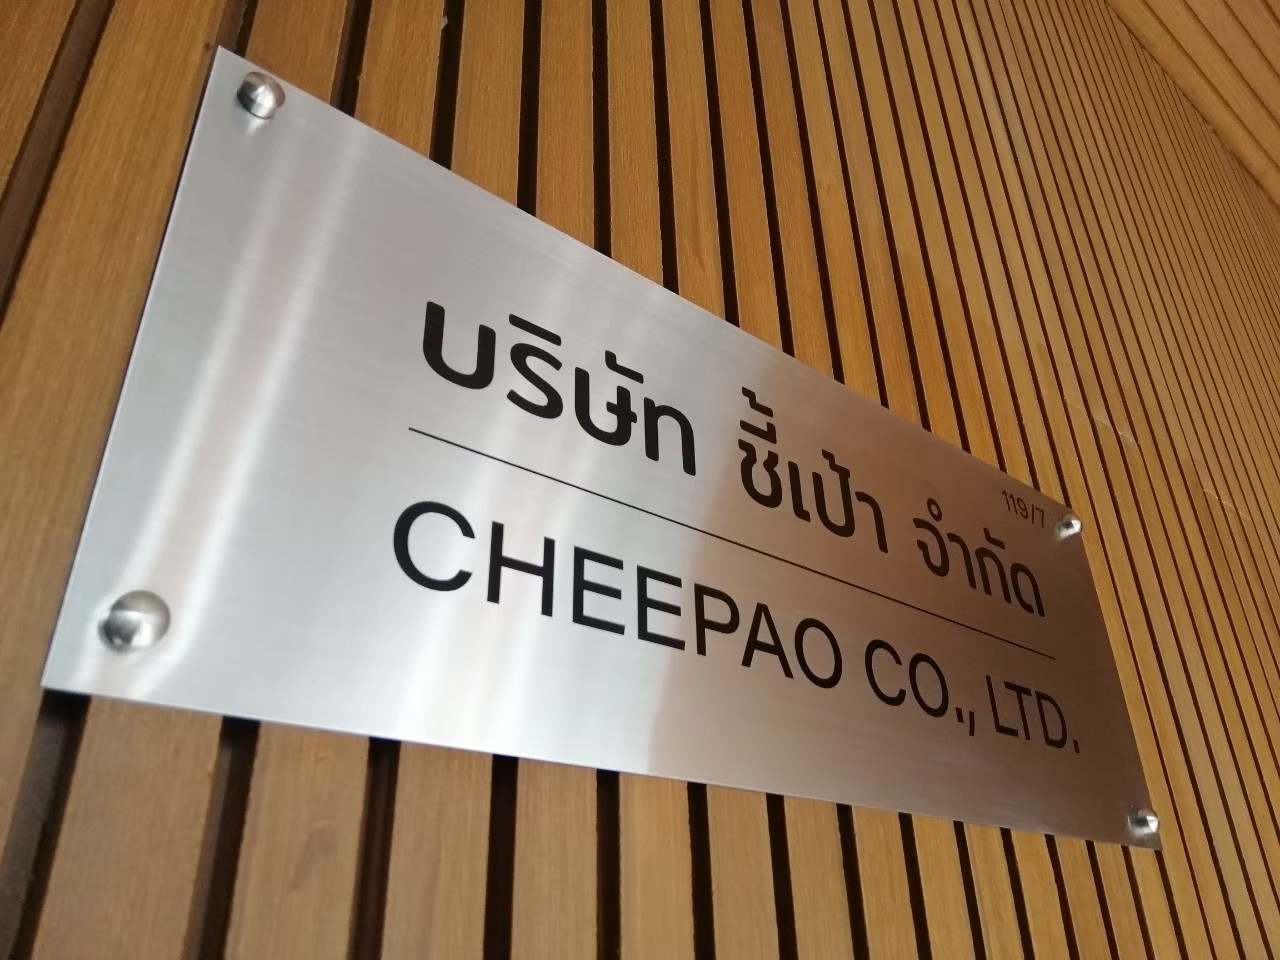 119/7
บริษัท ชี้เป้า จำกัด
CHEEPAO CO., LTD.